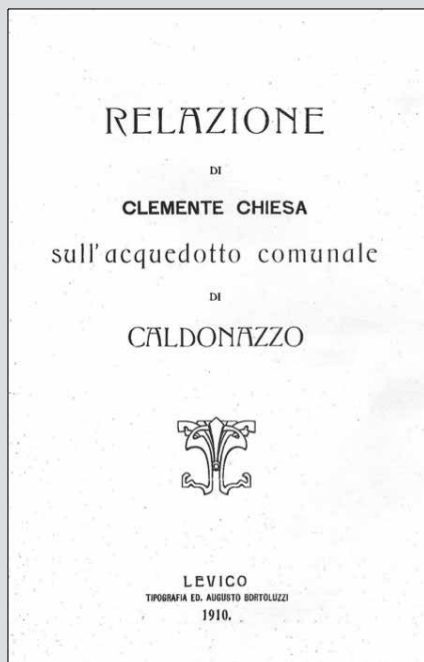 RELAZIONE
DI
CLEMENTE CHIESA
sull'acquedotto comunale
DI
CALDONAZZO
LEVICO
TIPOGRAFIA ED. AUGUSTO BORTOLUZZI
1910.